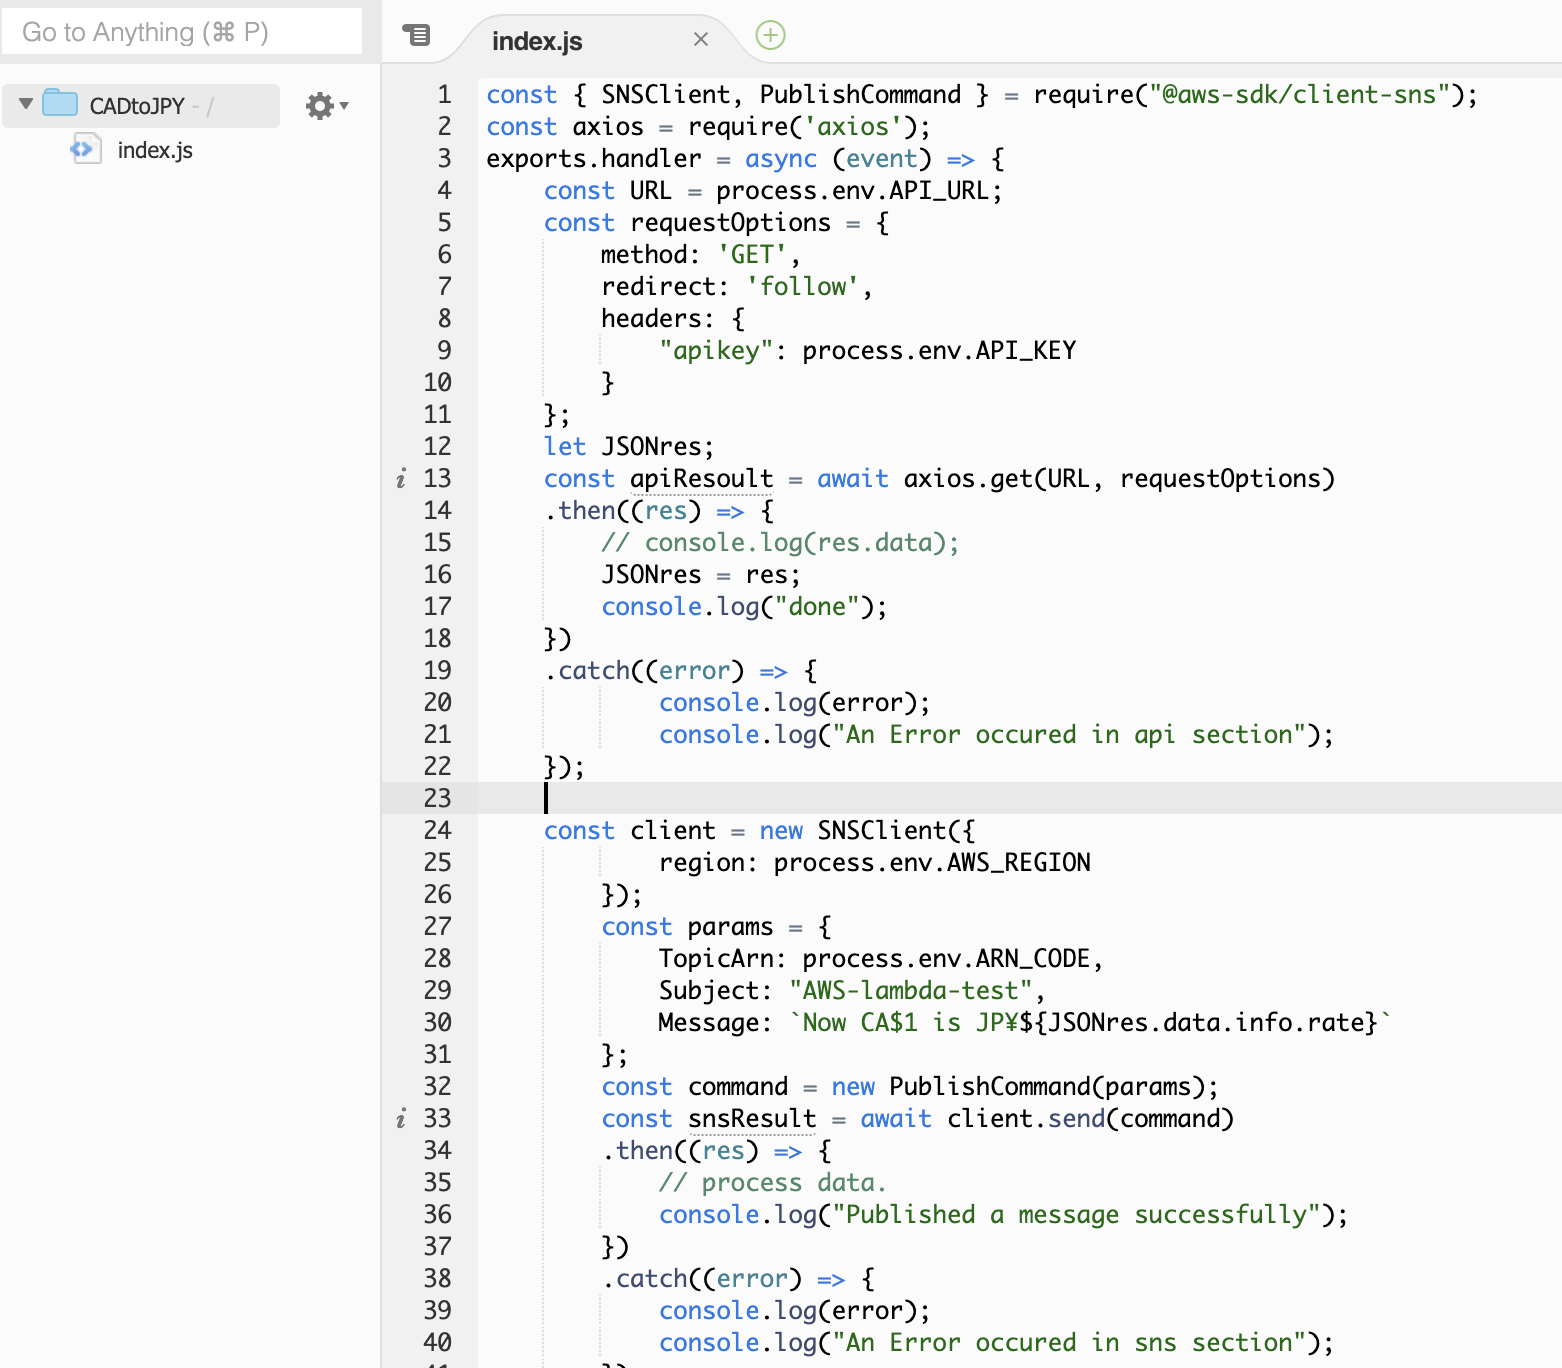 Go to Anything (⌘ P)
index.js
CADtoJPY - /
index.js
1 const { SNSClient, PublishCommand } = require("@aws-sdk/client-sns");
2 const axios = require('axios');
3 exports.handler = async (event) => {
4     const URL = process.env.API_URL;
5     const requestOptions = {
6         method: 'GET',
7         redirect: 'follow',
8         headers: {
9             "apikey": process.env.API_KEY
10         }
11     };
12     let JSONres;
13     const apiResoult = await axios.get(URL, requestOptions)
14     .then((res) => {
15         // console.log(res.data);
16         JSONres = res;
17         console.log("done");
18     })
19     .catch((error) => {
20             console.log(error);
21             console.log("An Error occured in api section");
22     });
23
24     const client = new SNSClient({
25             region: process.env.AWS_REGION
26         });
27         const params = {
28             TopicArn: process.env.ARN_CODE,
29             Subject: "AWS-lambda-test",
30             Message: `Now CA$1 is JP¥${JSONres.data.info.rate}`
31         };
32         const command = new PublishCommand(params);
33         const snsResult = await client.send(command)
34         .then((res) => {
35             // process data.
36             console.log("Published a message successfully");
37         })
38         .catch((error) => {
39             console.log(error);
40             console.log("An Error occured in sns section");